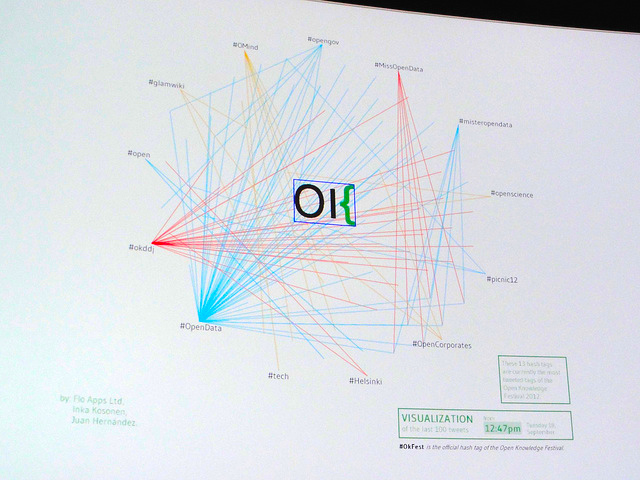 #OMind
#opengov
#MissOpenData
#glamwiki
#misteropendata
#open
#openscience
OK{
#okddj
#picnic12
#OpenData
#OpenCorporates
#tech
#Helsinki
These 13 hash tags
are currently the most
tweeted tags of the
Open Knowledge
Festival 2012.
by: Flo Apps Ltd,
Inka Kosonen,
Juan Hernández.
VISUALIZATION
of the last 100 tweets
from
12:47pm
Tuesday 18,
September
#OkFest is the official hash tag of the Open Knowledge Festival.